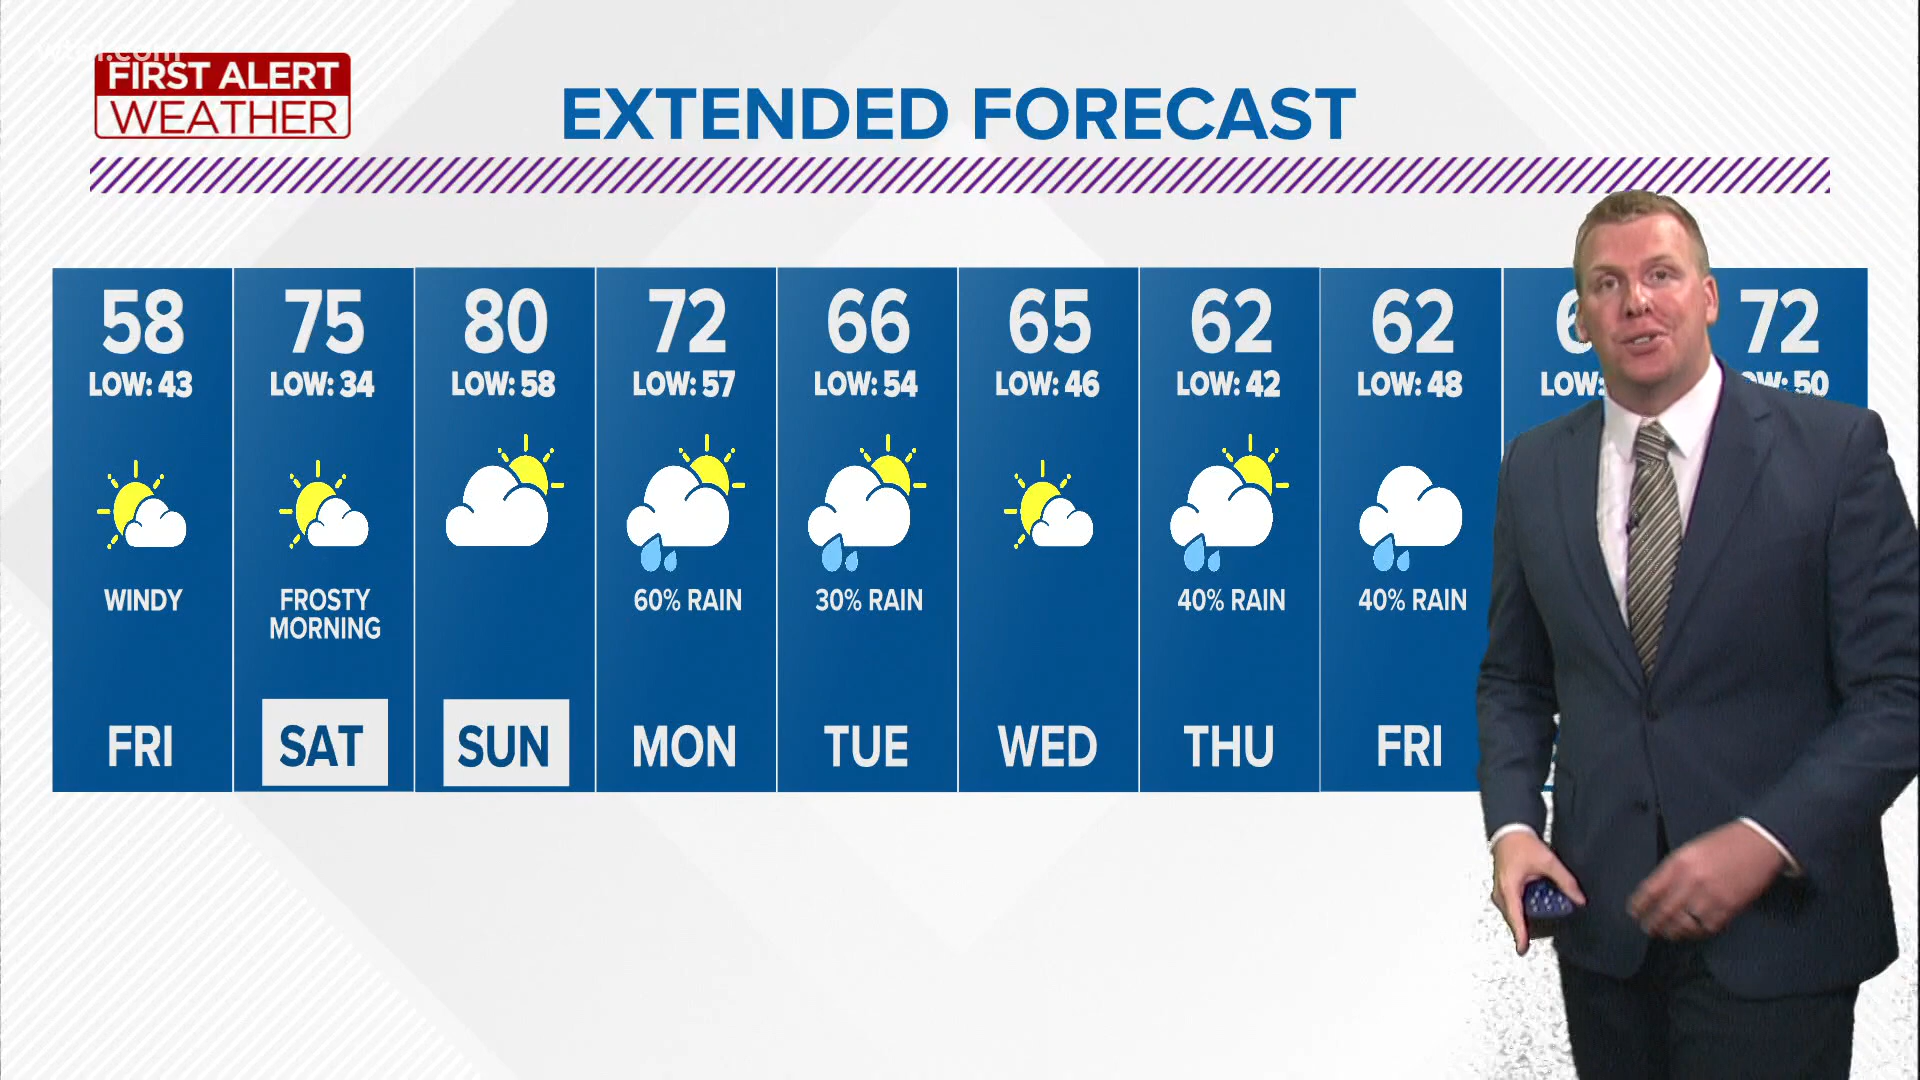 FIRST ALERT
WEATHER
EXTENDED FORECAST
58 75 80 72 66 65 62 62 72
LOW: 43 LOW: 34 LOW: 58 LOW: 57 LOW: 54 LOW: 46 LOW: 42 LOW: 48 LOW: 50
WINDY FROSTY 60% RAIN 30% RAIN 40% RAIN 40% RAIN
MORNING
FRI SAT SUN MON TUE WED THU FRI